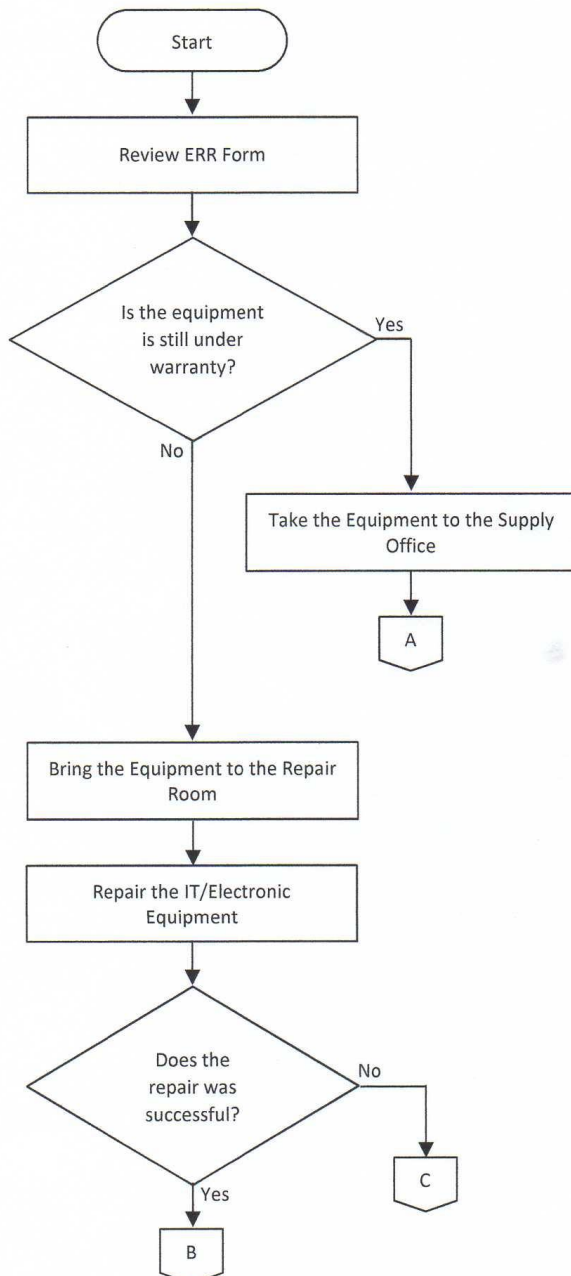 Start
Review ERR Form
Is the equipment
is still under
warranty?
Yes
No
Take the Equipment to the Supply
Office
A
Bring the Equipment to the Repair
Room
Repair the IT/Electronic
Equipment
Does the
repair was
successful?
No
C
Yes
B